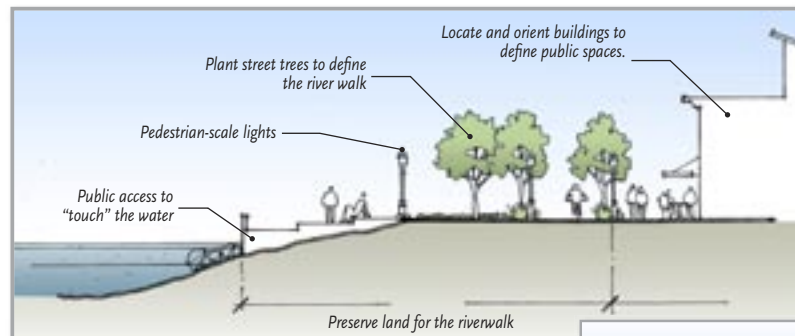 Locate and orient buildings to
define public spaces.
Plant street trees to define
the river walk
Pedestrian-scale lights
Public access to
“touch” the water
Preserve land for the riverwalk